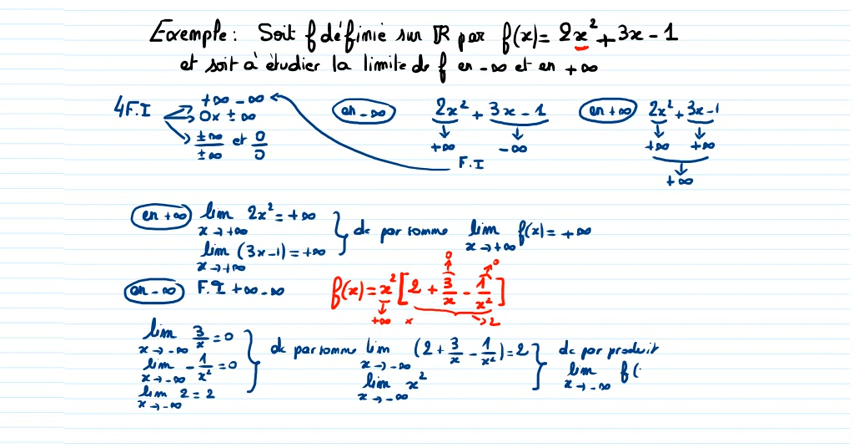 Exemple : Soit f définie sur ℝ par f(x) = 2x² + 3x - 1
et soit à étudier la limite de f en -∞ et en +∞
4 F.I
+∞ -∞
0 x ±∞
±∞/±∞ et 0/0
en -∞ 2x² + 3x - 1
+∞ -∞
F.I
en +∞ 2x² + 3x - 1
+∞ +∞
+∞
en +∞ lim 2x² = +∞
x → +∞
lim (3x-1) = +∞
x → +∞
dc par somme lim f(x) = +∞
x → +∞
en -∞ F.I +∞ -∞
f(x) = x² [2 + 3/x - 1/x²]
0 0
+∞ x → 2
lim 3/x = 0
x → -∞
lim - 1/x² = 0
x → -∞
lim 2 = 2
x → -∞
dc par somme lim (2 + 3/x - 1/x²) = 2
x → -∞
lim x²
x → -∞
dc par produit
lim f(
x → -∞